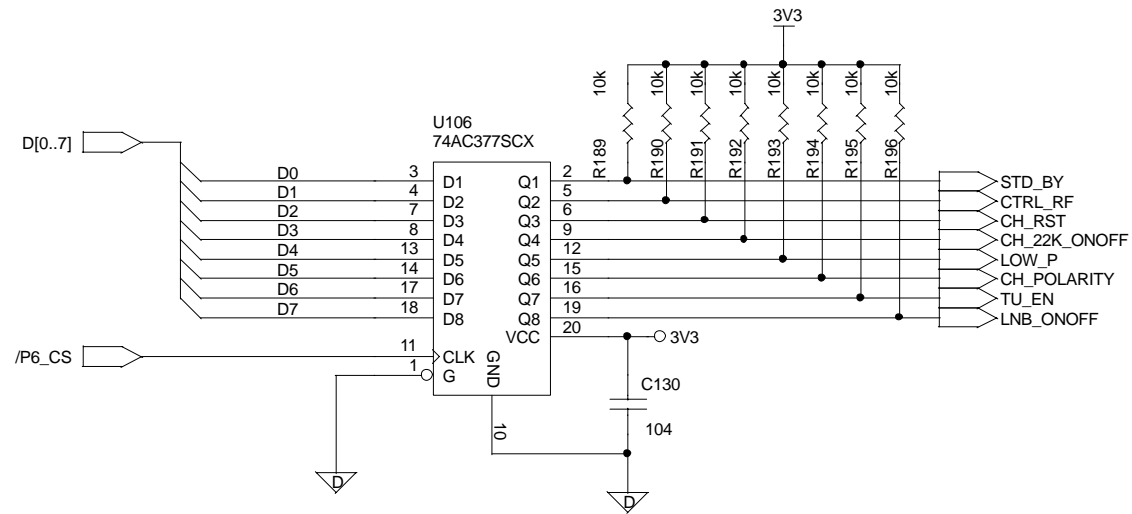 3V3
10k 10k 10k 10k 10k 10k 10k 10k
R189 R190 R191 R192 R193 R194 R195 R196
U106
74AC377SCX
D[0..7]
D0 3 D1 Q1 2 STD_BY
D1 4 D2 Q2 5 CTRL_RF
D2 7 D3 Q3 6 CH_RST
D3 8 D4 Q4 9 CH_22K_ONOFF
D4 13 D5 Q5 12 LOW_P
D5 14 D6 Q6 15 CH_POLARITY
D6 17 D7 Q7 16 TU_EN
D7 18 D8 Q8 19 LNB_ONOFF
VCC 20 3V3
/P6_CS 11 CLK
1 G
GND
10
C130
104
D
D